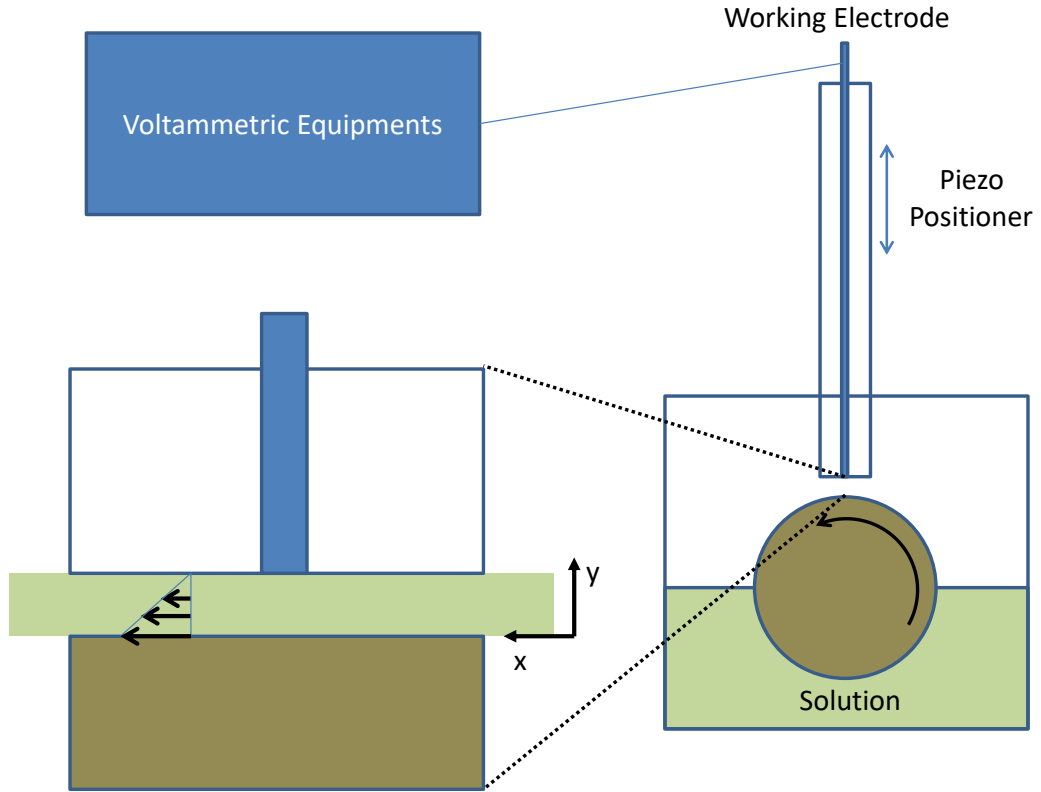 Working Electrode
Voltammetric Equipments
Piezo
Positioner
y
x
Solution